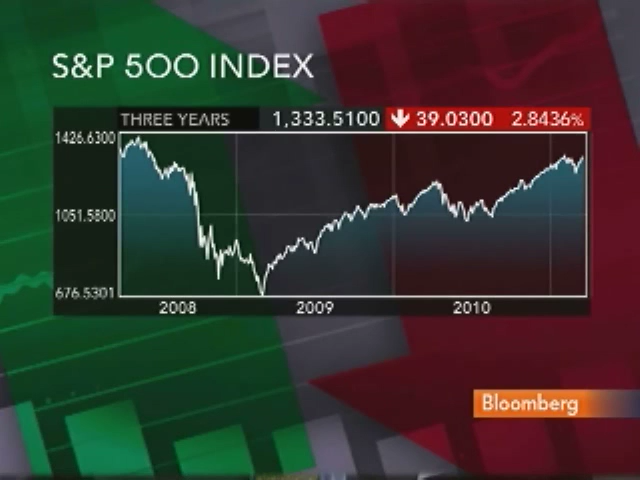 S&P 500 INDEX
THREE YEARS 1,333.5100 39.0300 2.8436%
1426.6300
1051.5800
676.5301
2008 2009 2010
Bloomberg